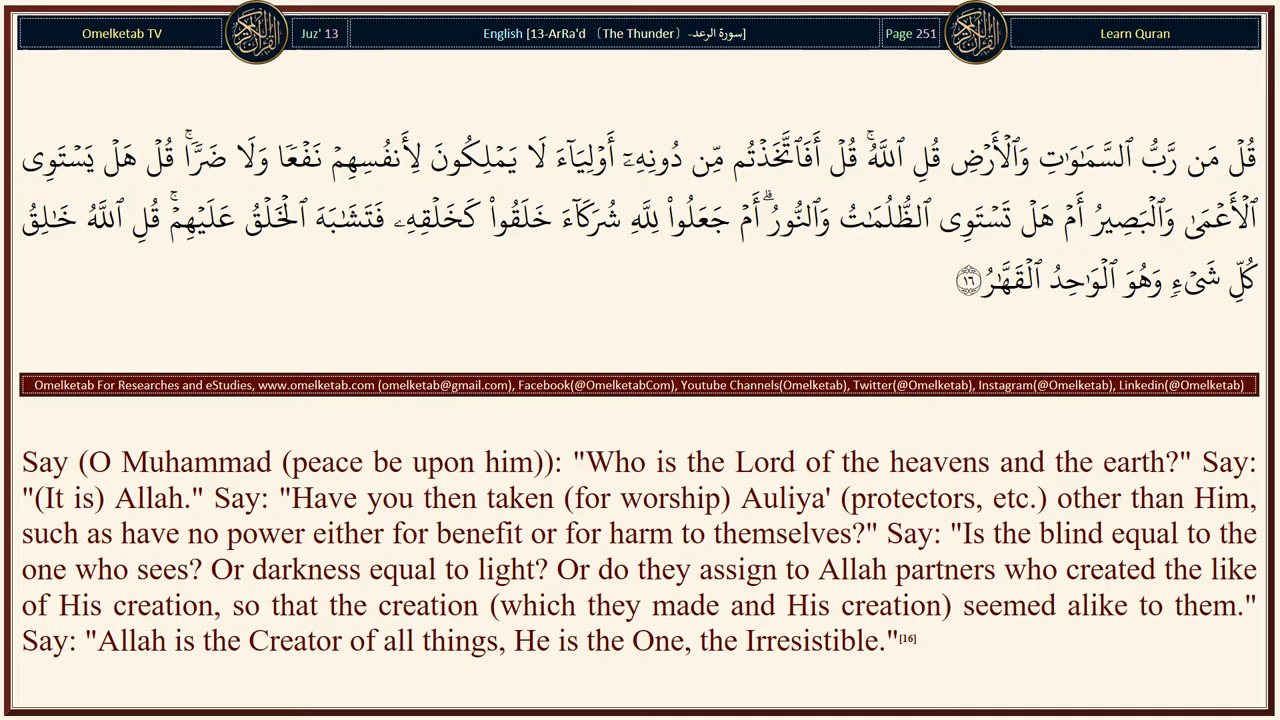 Omelketab TV
Juz' 13
English [13-ArRa'd (The Thunder) -سورة الرعد]
Page 251
Learn Quran
قُلۡ مَن رَّبُّ ٱلسَّمَٰوَٰتِ وَٱلۡأَرۡضِ قُلِ ٱللَّهُۚ قُلۡ أَفَٱتَّخَذۡتُم مِّن دُونِهِۦٓ أَوۡلِيَآءَ لَا يَمۡلِكُونَ لِأَنفُسِهِمۡ نَفۡعٗا وَلَا ضَرّٗاۚ قُلۡ هَلۡ يَسۡتَوِي
ٱلۡأَعۡمَىٰ وَٱلۡبَصِيرُ أَمۡ هَلۡ تَسۡتَوِي ٱلظُّلُمَٰتُ وَٱلنُّورُۗ أَمۡ جَعَلُواْ لِلَّهِ شُرَكَآءَ خَلَقُواْ كَخَلۡقِهِۦ فَتَشَٰبَهَ ٱلۡخَلۡقُ عَلَيۡهِمۡۚ قُلِ ٱللَّهُ خَٰلِقُ
كُلِّ شَيۡءٖ وَهُوَ ٱلۡوَٰحِدُ ٱلۡقَهَّٰرُ ١٦
Omelketab For Researches and eStudies, www.omelketab.com (omelketab@gmail.com), Facebook(@OmelketabCom), Youtube Channels(Omelketab), Twitter(@Omelketab), Instagram(@Omelketab), Linkedin(@Omelketab)
Say (O Muhammad (peace be upon him)): "Who is the Lord of the heavens and the earth?" Say:
"(It is) Allah." Say: "Have you then taken (for worship) Auliya' (protectors, etc.) other than Him,
such as have no power either for benefit or for harm to themselves?" Say: "Is the blind equal to the
one who sees? Or darkness equal to light? Or do they assign to Allah partners who created the like
of His creation, so that the creation (which they made and His creation) seemed alike to them."
Say: "Allah is the Creator of all things, He is the One, the Irresistible."[16]